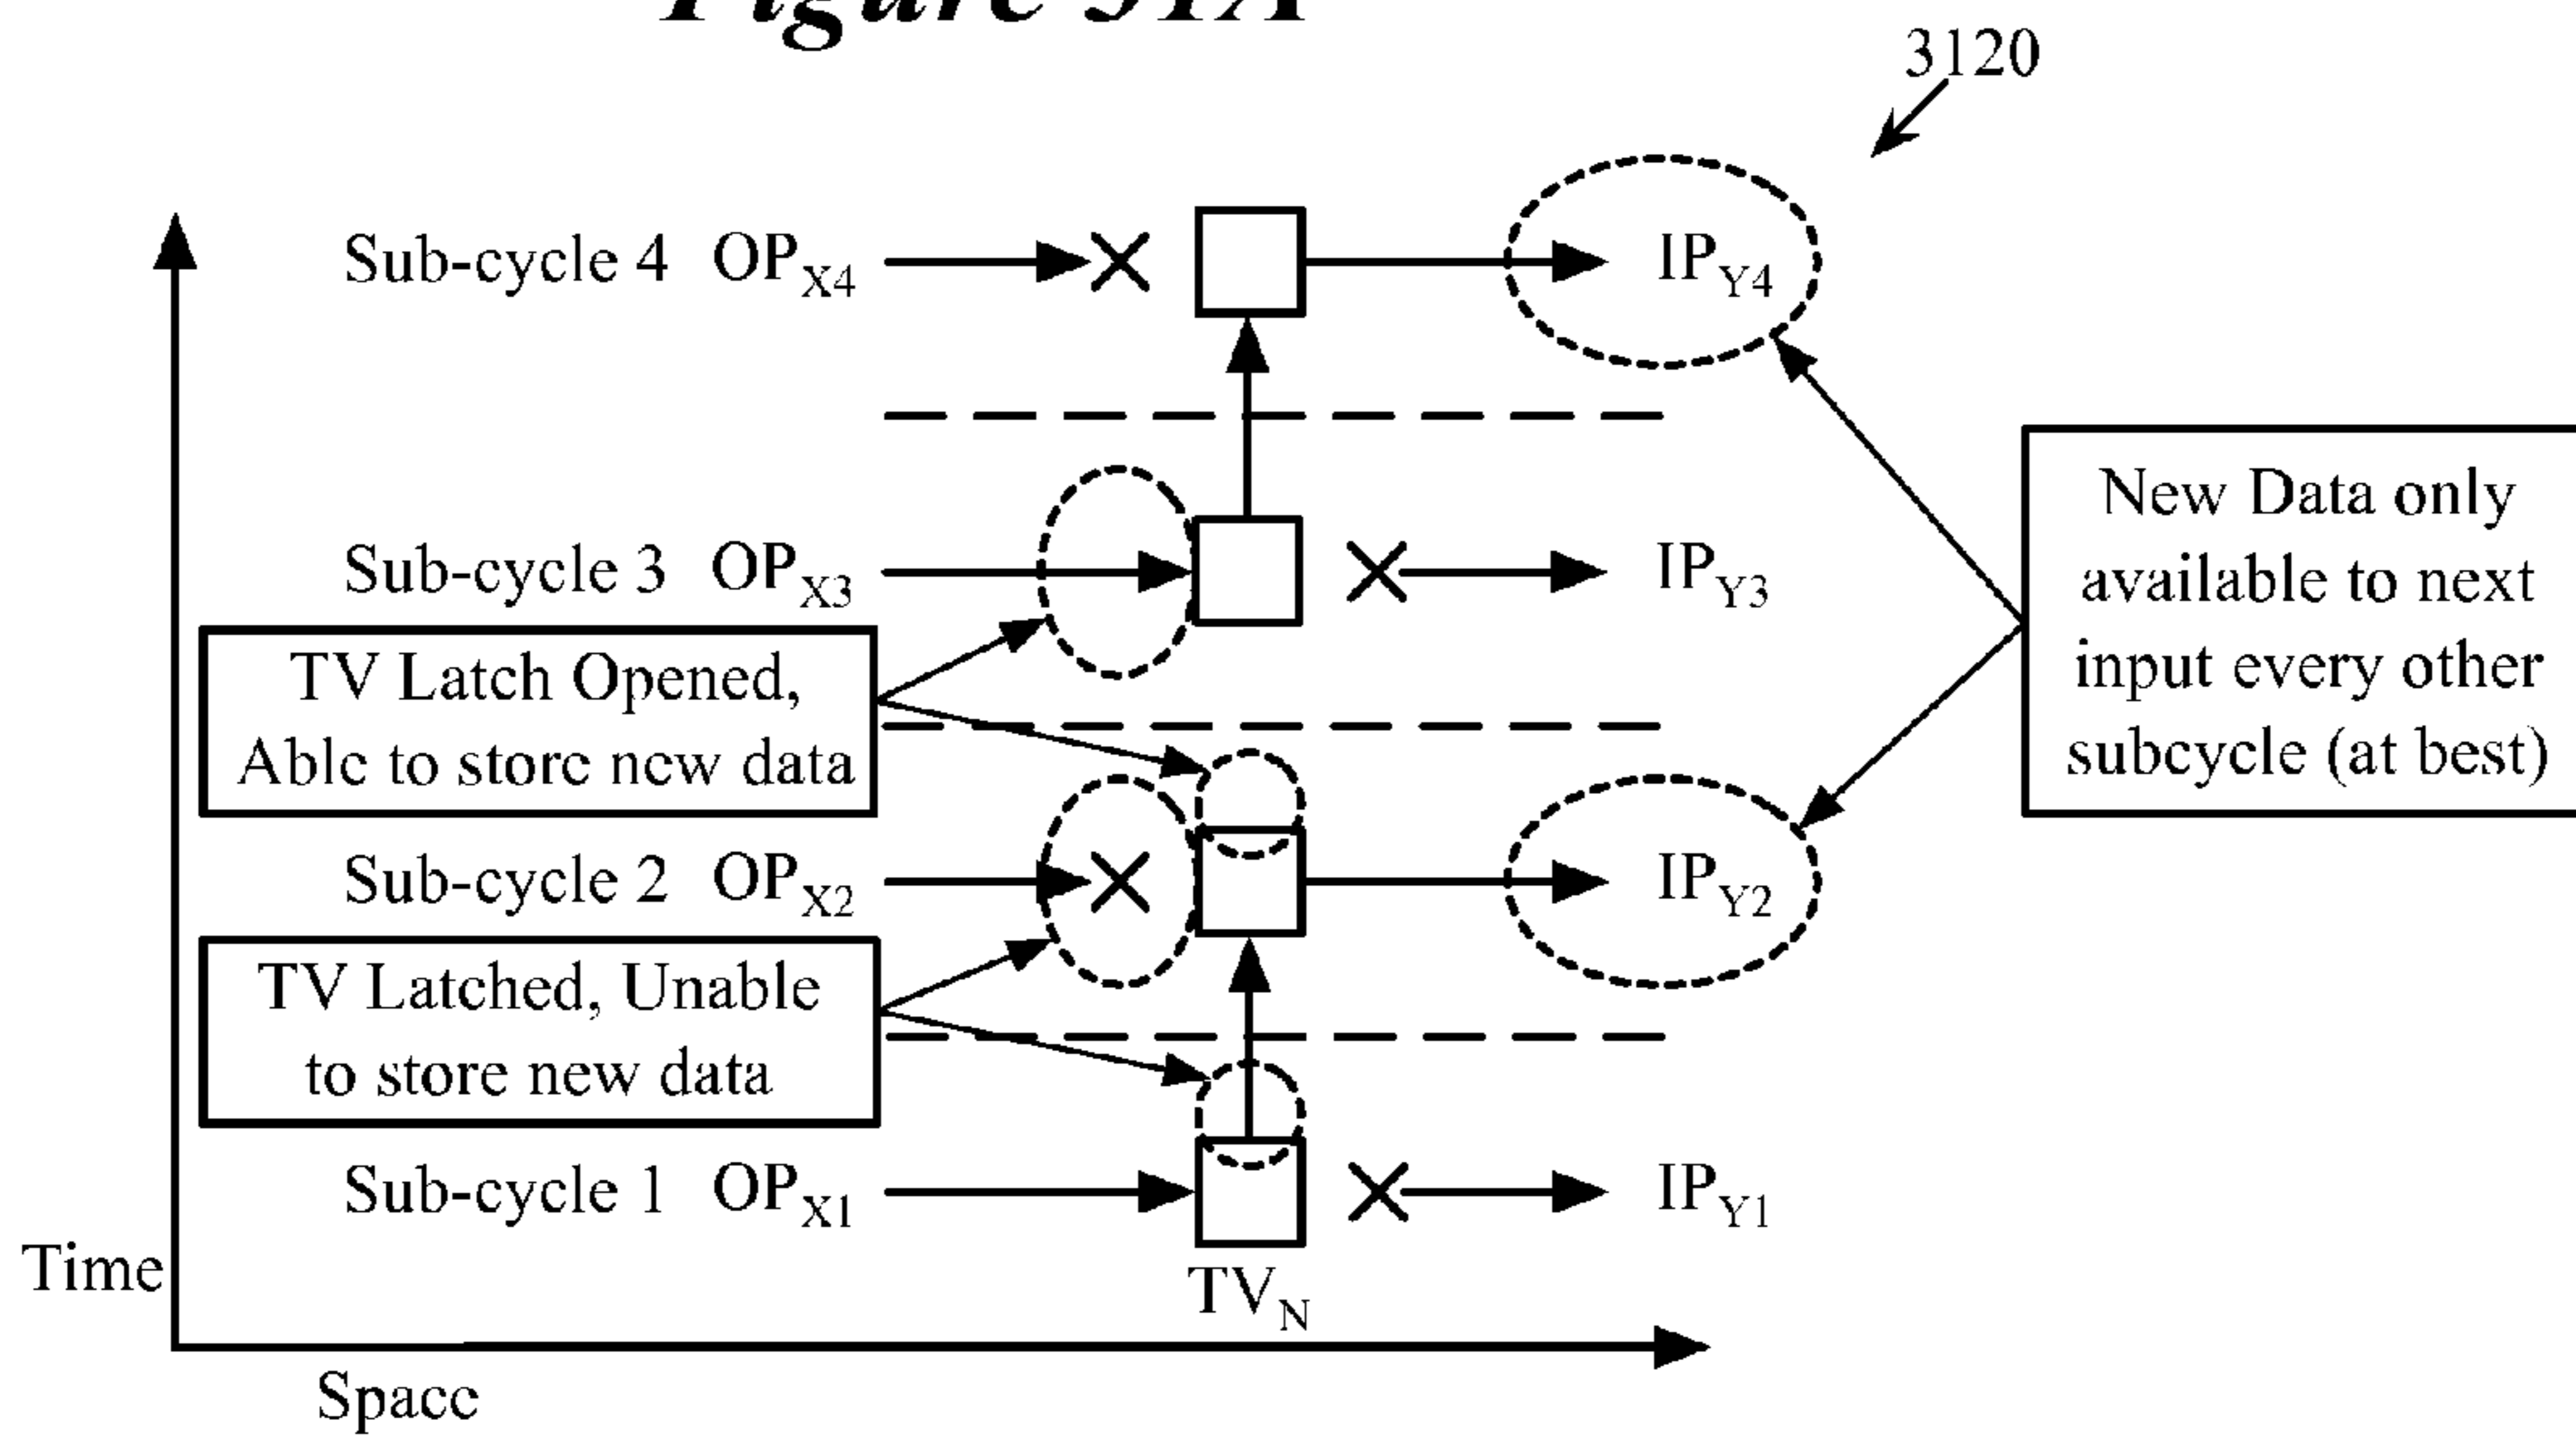 Figure 31A
3120
Sub-cycle 4 OPX4 IPY4
Sub-cycle 3 OPX3 IPY3
New Data only
available to next
input every other
subcycle (at best)
TV Latch Opened,
Able to store new data
Sub-cycle 2 OPX2 IPY2
TV Latched, Unable
to store new data
Sub-cycle 1 OPX1 IPY1
Time
TVN
Space